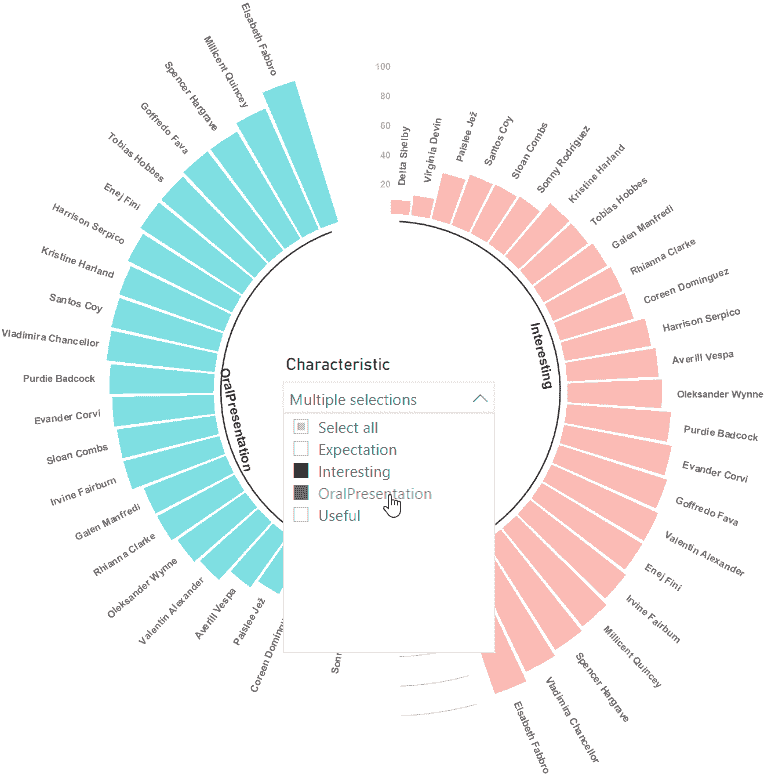 100
80
60
40
20
Delta Shelby
Virginia Devin
Paislee Jež
Santos Coy
Sloan Combs
Sonny Rodriguez
Kristine Harland
Tobias Hobbes
Galen Manfredi
Rhianna Clarke
Coreen Dominguez
Harrison Serpico
Averill Vespa
Oleksander Wynne
Purdie Badcock
Evander Corvi
Goffredo Fava
Valentin Alexander
Enej Fini
Irvine Fairburn
Millicent Quincey
Spencer Hargrave
Vladimira Chancellor
Elsabeth Fabbro
Interesting
Son
Coreen Doming
Paislee Jež
Averill Vespa
Valentin Alexander
Oleksander Wynne
Rhianna Clarke
Galen Manfredi
Irvine Fairburn
Sloan Combs
Evander Corvi
Purdie Badcock
Vladimira Chancellor
Santos Coy
Kristine Harland
Harrison Serpico
Enej Fini
Tobias Hobbes
Goffredo Fava
Spencer Hargrave
Millicent Quincey
Elsabeth Fabbro
OralPresentation
Characteristic
Multiple selections
Select all
Expectation
Interesting
OralPresentation
Useful